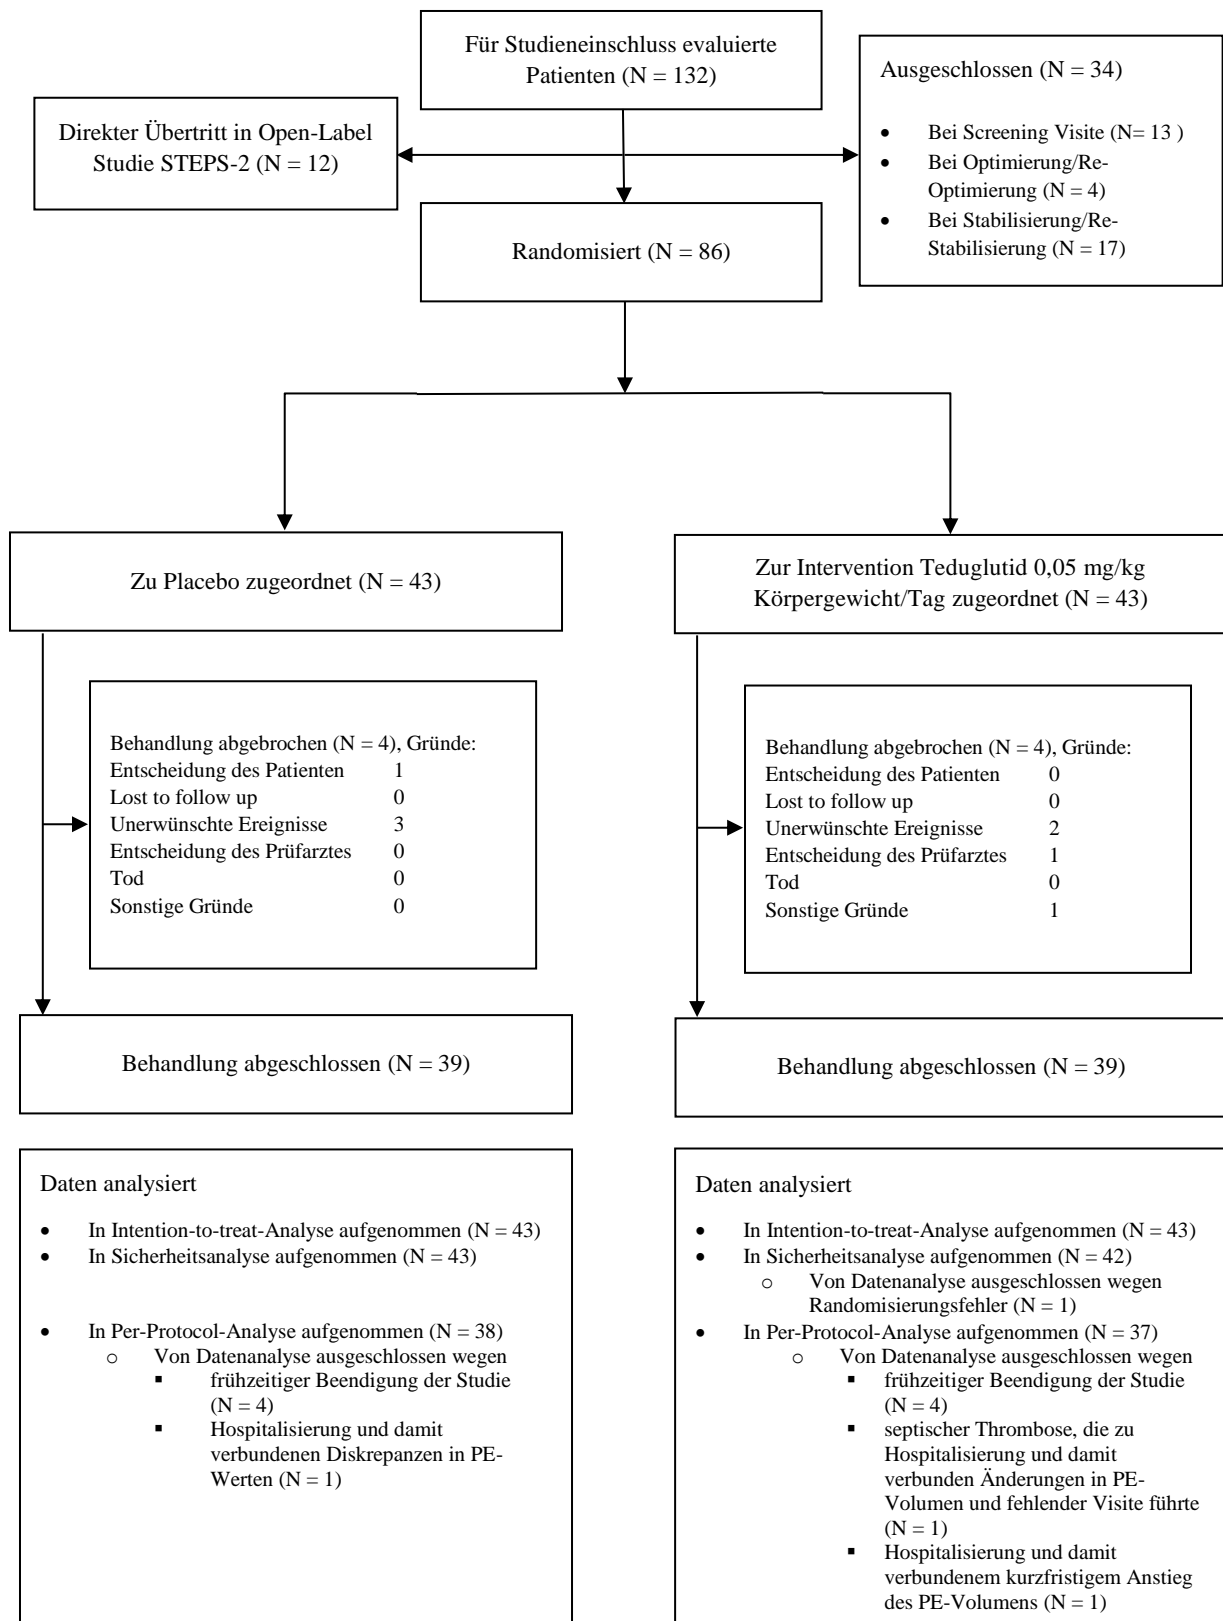 Für Studieneinschluss evaluierte
Patienten (N = 132)
Ausgeschlossen (N = 34)
• Bei Screening Visite (N= 13 )
• Bei Optimierung/Re-
Optimierung (N = 4)
• Bei Stabilisierung/Re-
Stabilisierung (N = 17)
Direkter Übertritt in Open-Label
Studie STEPS-2 (N = 12)
Randomisiert (N = 86)
Zu Placebo zugeordnet (N = 43)
Behandlung abgebrochen (N = 4), Gründe:
Entscheidung des Patienten 1
Lost to follow up 0
Unerwünschte Ereignisse 3
Entscheidung des Prüfarztes 0
Tod 0
Sonstige Gründe 0
Behandlung abgeschlossen (N = 39)
Daten analysiert
• In Intention-to-treat-Analyse aufgenommen (N = 43)
• In Sicherheitsanalyse aufgenommen (N = 43)
• In Per-Protocol-Analyse aufgenommen (N = 38)
o Von Datenanalyse ausgeschlossen wegen
▪ frühzeitiger Beendigung der Studie
(N = 4)
▪ Hospitalisierung und damit
verbundenen Diskrepanzen in PE-
Werten (N = 1)
Zur Intervention Teduglutid 0,05 mg/kg
Körpergewicht/Tag zugeordnet (N = 43)
Behandlung abgebrochen (N = 4), Gründe:
Entscheidung des Patienten 0
Lost to follow up 0
Unerwünschte Ereignisse 2
Entscheidung des Prüfarztes 1
Tod 0
Sonstige Gründe 1
Behandlung abgeschlossen (N = 39)
Daten analysiert
• In Intention-to-treat-Analyse aufgenommen (N = 43)
• In Sicherheitsanalyse aufgenommen (N = 42)
o Von Datenanalyse ausgeschlossen wegen
Randomisierungsfehler (N = 1)
• In Per-Protocol-Analyse aufgenommen (N = 37)
o Von Datenanalyse ausgeschlossen wegen
▪ frühzeitiger Beendigung der Studie
(N = 4)
▪ septischer Thrombose, die zu
Hospitalisierung und damit
verbunden Änderungen in PE-
Volumen und fehlender Visite führte
(N = 1)
▪ Hospitalisierung und damit
verbundenem kurzfristigem Anstieg
des PE-Volumens (N = 1)